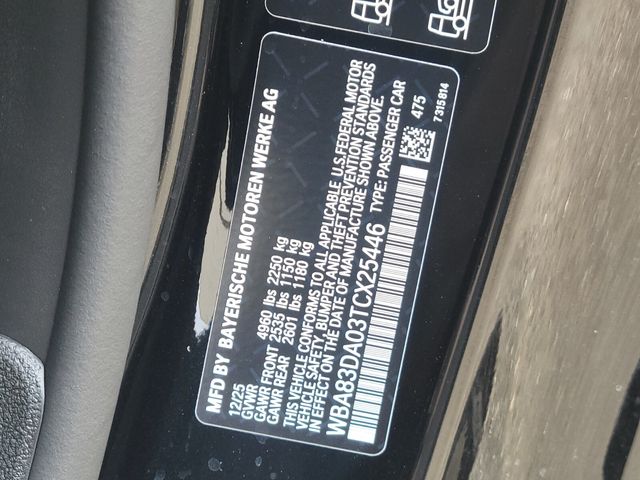 MFD BY BAYERISCHE MOTOREN WERKE AG
12/25
GVWR 4960 lbs 2250 kg
GAWR FRONT 2535 lbs 1150 kg
GAWR REAR 2601 lbs 1180 kg
THIS VEHICLE CONFORMS TO ALL APPLICABLE U.S.FEDERAL MOTOR
VEHICLE SAFETY, BUMPER AND THEFT PREVENTION STANDARDS
IN EFFECT ON THE DATE OF MANUFACTURE SHOWN ABOVE.
WBA83DA03TCX25446 TYPE: PASSENGER CAR
475
7 315 814